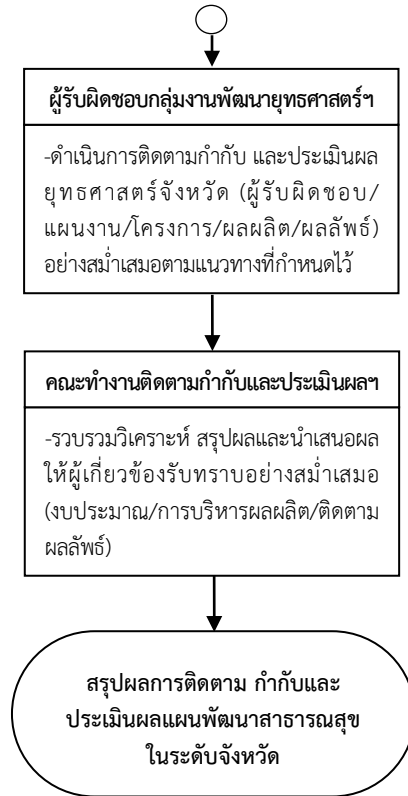 ผู้รับผิดชอบกลุ่มงานพัฒนายุทธศาสตร์ฯ
-ดำเนินการติดตามกำกับ และประเมินผล
ยุทธศาสตร์จังหวัด (ผู้รับผิดชอบ/
แผนงาน/โครงการ/ผลผลิต/ผลลัพธ์)
อย่างสม่ำเสมอตามแนวทางที่กำหนดไว้
คณะทำงานติดตามกำกับและประเมินผลฯ
-รวบรวมวิเคราะห์ สรุปผลและนำเสนอผล
ให้ผู้เกี่ยวข้องรับทราบอย่างสม่ำเสมอ
(งบประมาณ/การบริหารผลผลิต/ติดตาม
ผลลัพธ์)
สรุปผลการติดตาม กำกับและ
ประเมินผลแผนพัฒนาสาธารณสุข
ในระดับจังหวัด